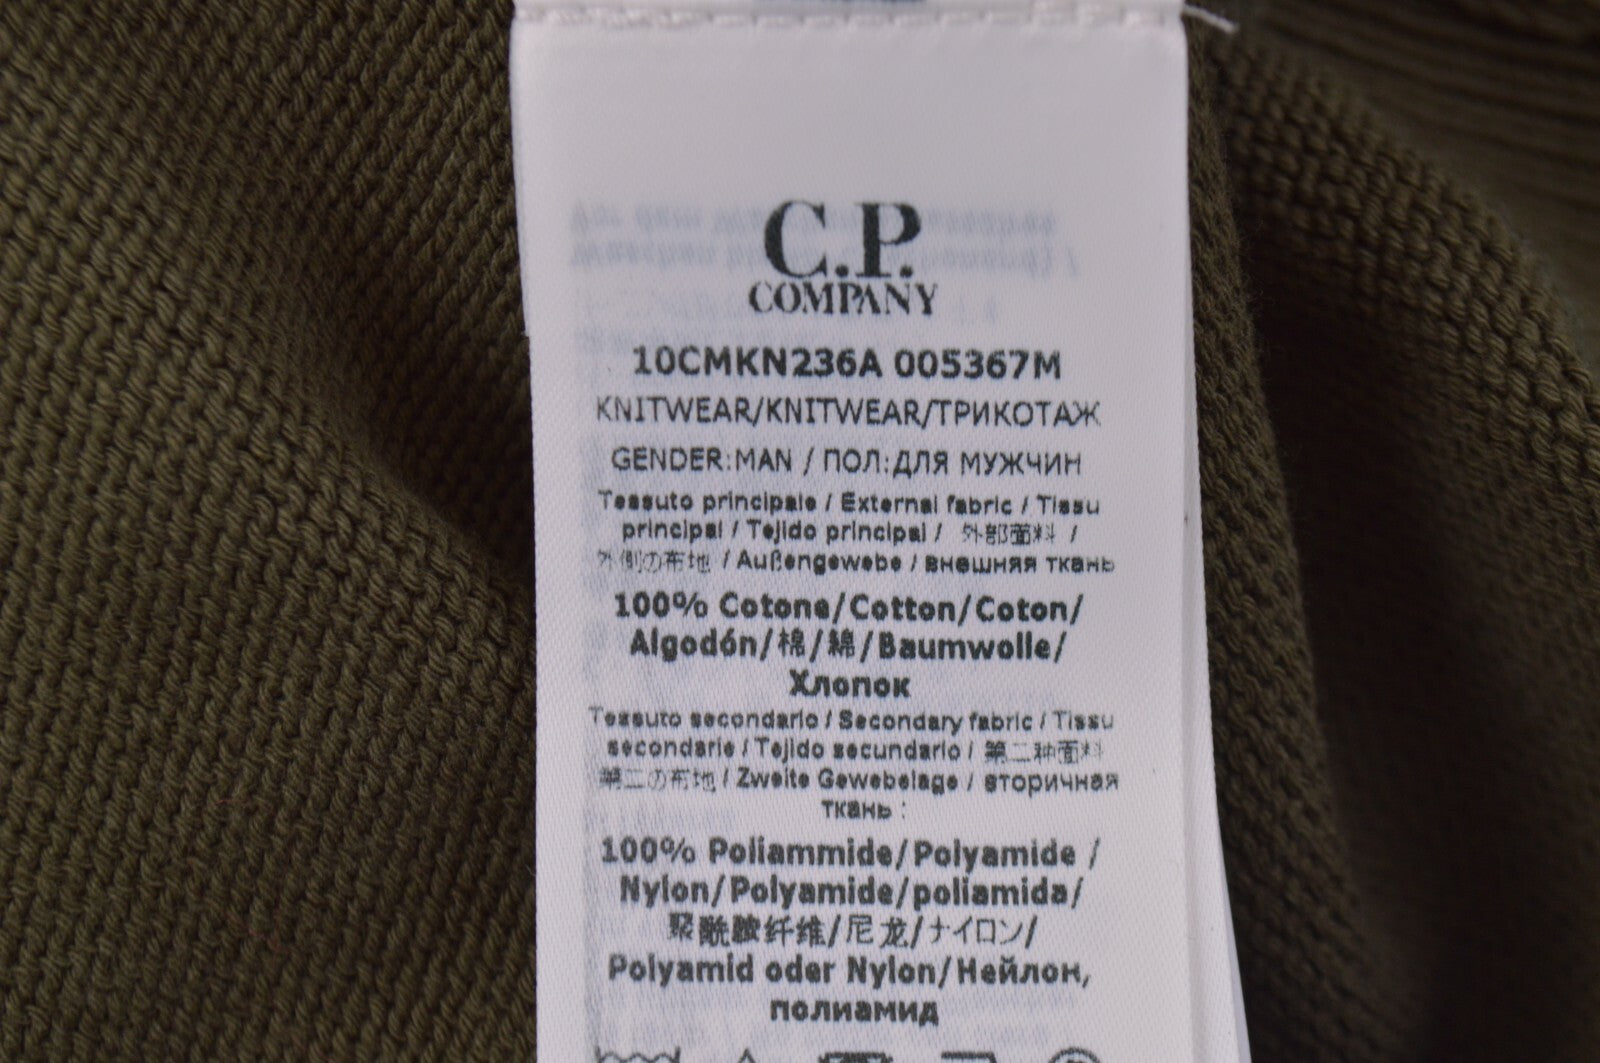 C.P.
COMPANY
10CMKN236A 005367M
KNITWEAR/KNITWEAR/ТРИКОТАЖ
GENDER:MAN / ПОЛ:ДЛЯ МУЖЧИН
Tessuto principale / External fabric / Tissu
principal / Tejido principal / 外部面料 /
外側の布地 / Außengewebe / внешняя ткань
100% Cotone/Cotton/Coton/
Algodón/棉/綿/Baumwolle/
Хлопок
Tessuto secondario / Secondary fabric / Tissu
secondarie / Tejido secundario / 第二种面料
第二の布地 / Zweite Gewebelage / вторичная
ткань :
100% Poliammide/Polyamide /
Nylon/Polyamide/poliamida/
聚酰胺纤维/尼龙/ナイロン/
Polyamid oder Nylon/Нейлон,
полиамид